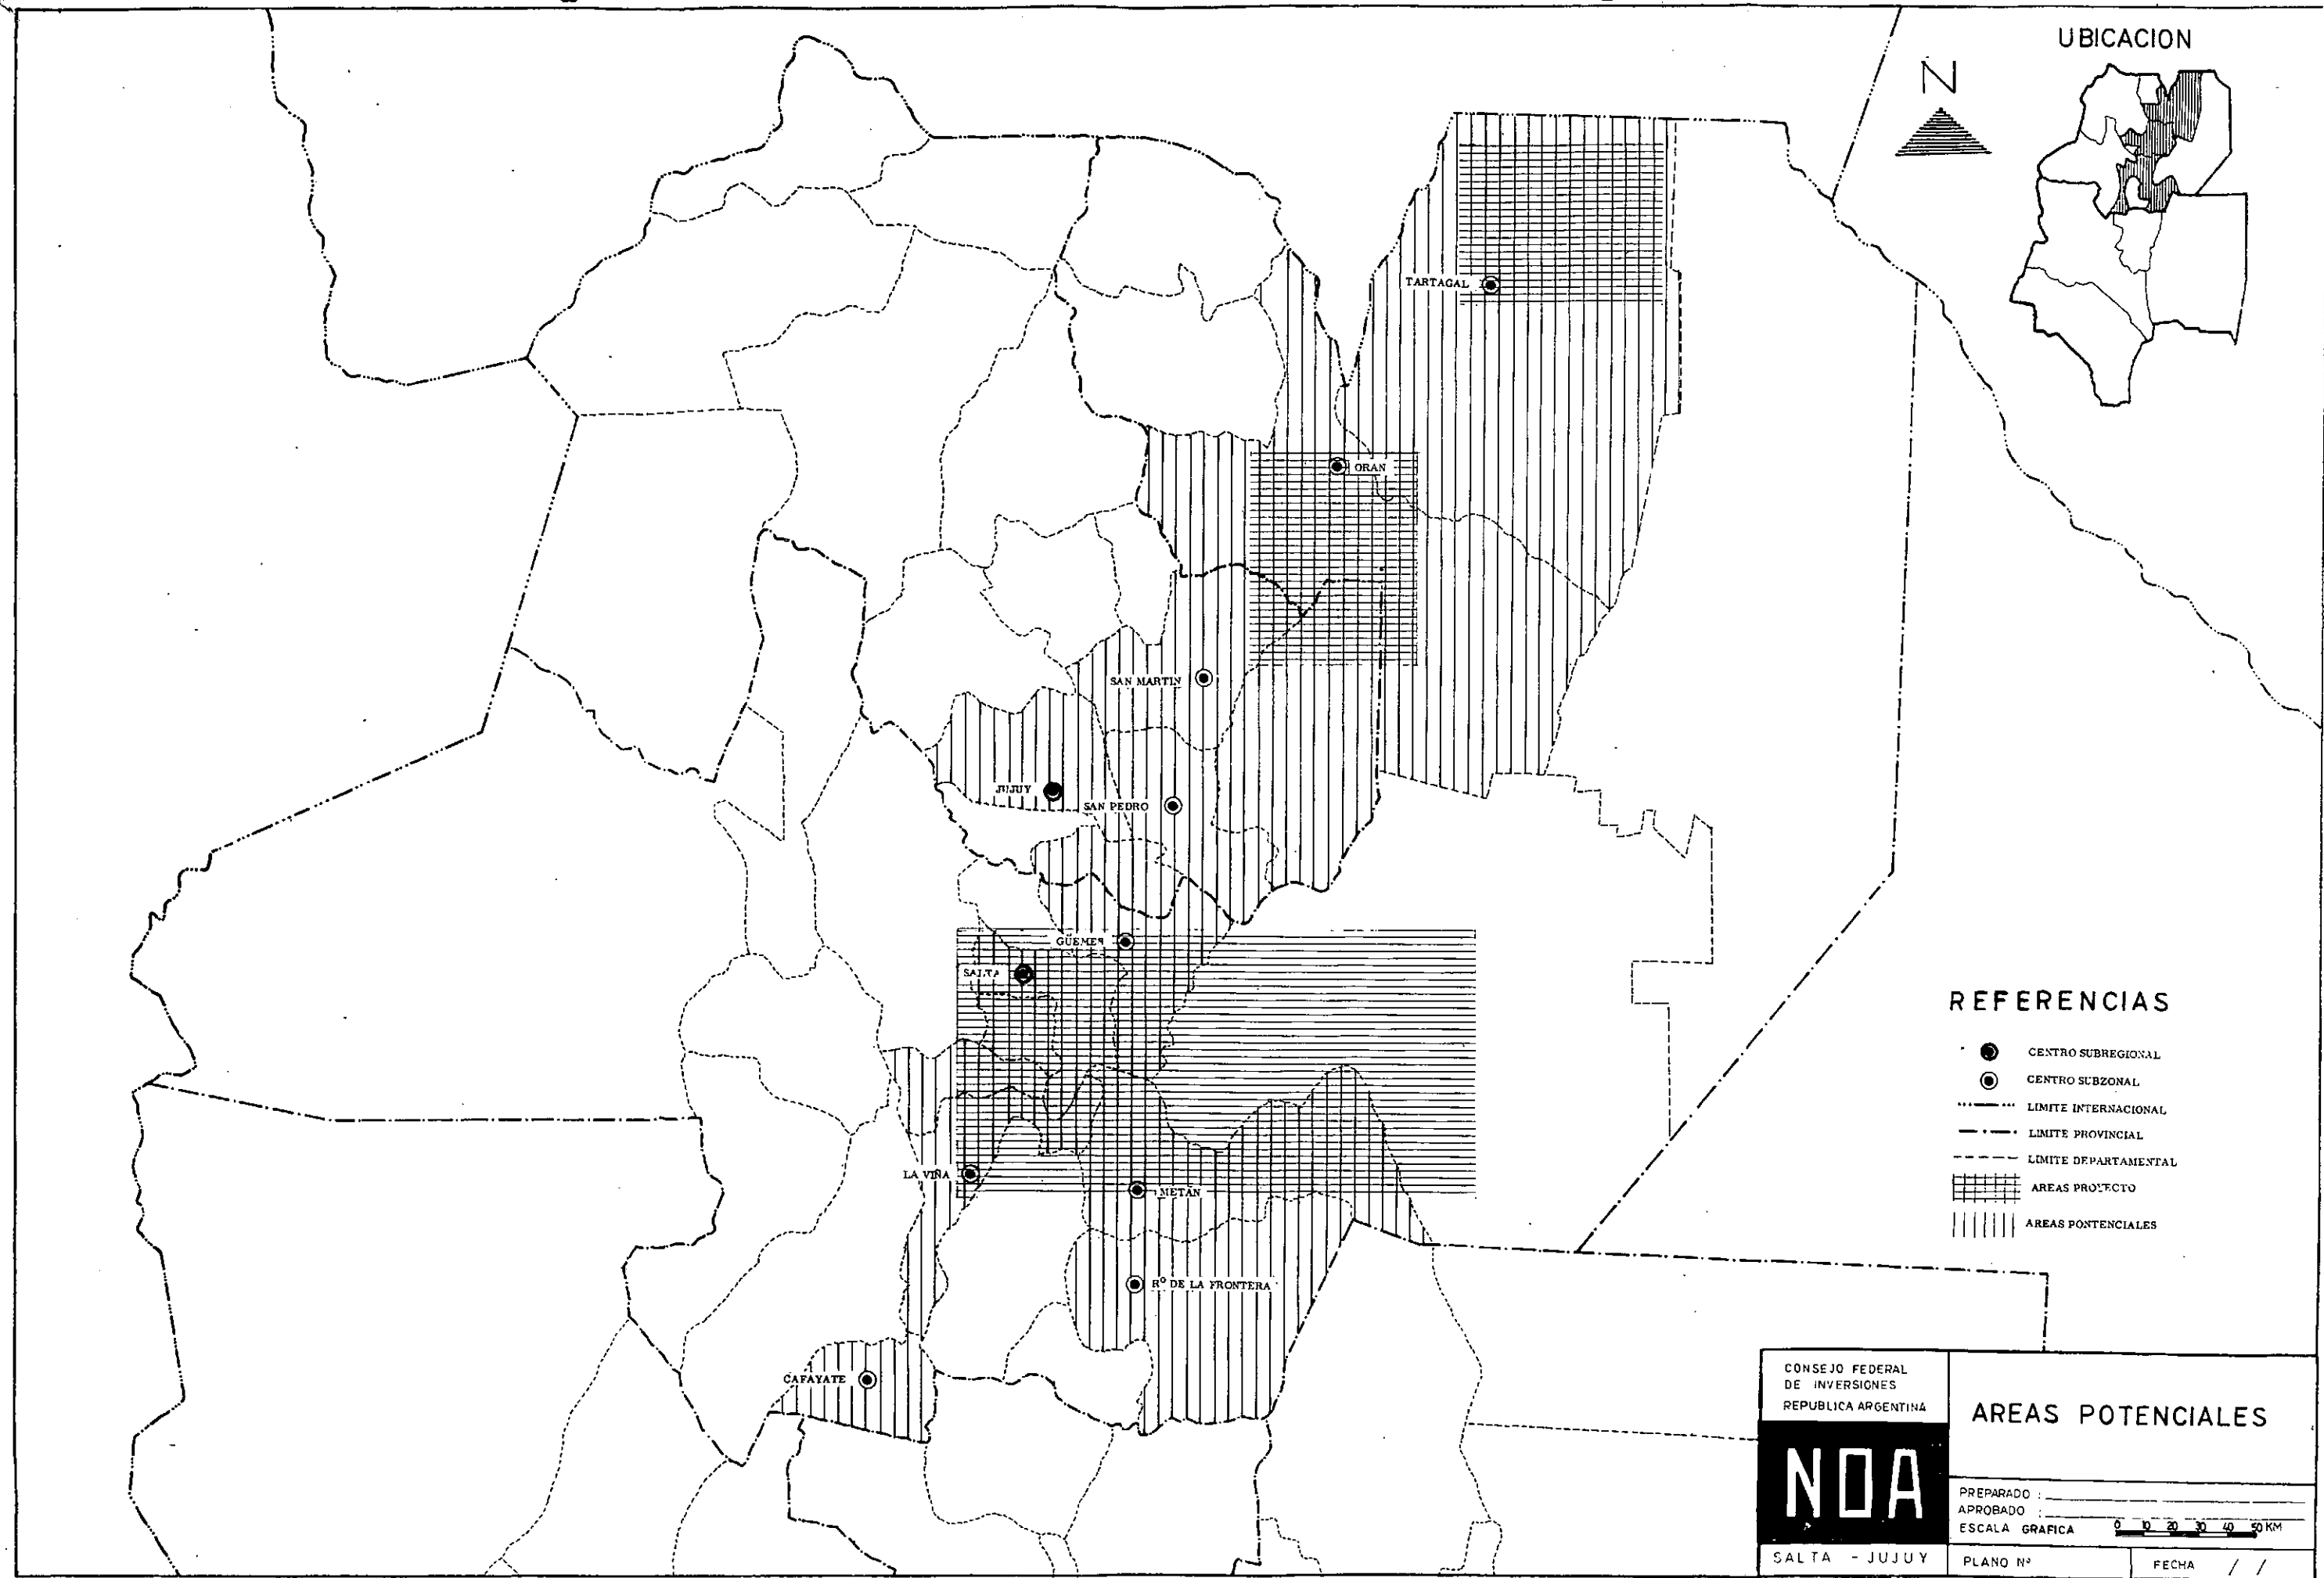 UBICACION
N
TARTAGAL
ORAN
SAN MARTIN
JUJUY
SAN PEDRO
GUEMES
SALTA
LA VIÑA
METÁN
Rº DE LA FRONTERA
CAFAYATE
REFERENCIAS
CENTRO SUBREGIONAL
CENTRO SUBZONAL
LIMITE INTERNACIONAL
LIMITE PROVINCIAL
LIMITE DEPARTAMENTAL
AREAS PROYECTO
AREAS PONTENCIALES
CONSEJO FEDERAL
DE INVERSIONES
REPUBLICA ARGENTINA
NOA
SALTA - JUJUY
AREAS POTENCIALES
PREPARADO :
APROBADO :
ESCALA GRAFICA 0 10 20 30 40 50 KM
PLANO Nº
FECHA / /